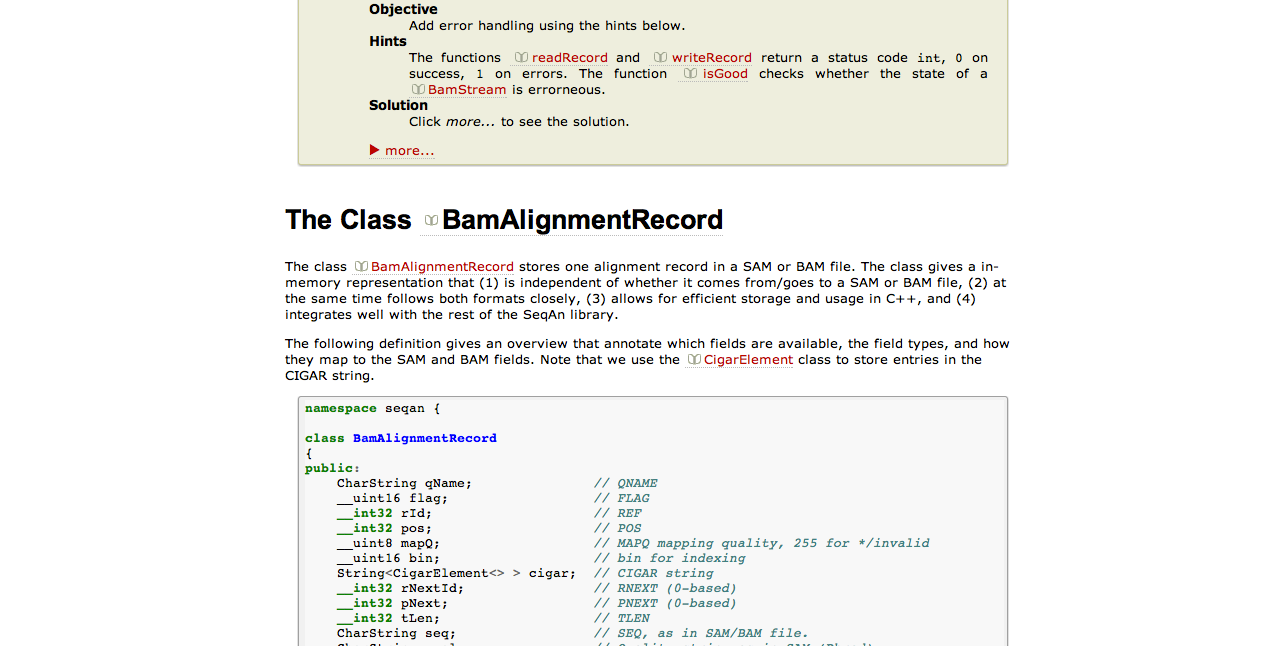 Objective
Add error handling using the hints below.
Hints
The functions readRecord and writeRecord return a status code int, 0 on
success, 1 on errors. The function isGood checks whether the state of a
BamStream is errorneous.
Solution
Click more... to see the solution.
more...
The Class BamAlignmentRecord
The class BamAlignmentRecord stores one alignment record in a SAM or BAM file. The class gives a in-
memory representation that (1) is independent of whether it comes from/goes to a SAM or BAM file, (2) at
the same time follows both formats closely, (3) allows for efficient storage and usage in C++, and (4)
integrates well with the rest of the SeqAn library.
The following definition gives an overview that annotate which fields are available, the field types, and how
they map to the SAM and BAM fields. Note that we use the CigarElement class to store entries in the
CIGAR string.
namespace seqan {
class BamAlignmentRecord
{
public:
CharString qName; // QNAME
__uint16 flag; // FLAG
__int32 rId; // REF
__int32 pos; // POS
__uint8 mapQ; // MAPQ mapping quality, 255 for */invalid
__uint16 bin; // bin for indexing
String<CigarElement<> > cigar; // CIGAR string
__int32 rNextId; // RNEXT (0-based)
__int32 pNext; // PNEXT (0-based)
__int32 tLen; // TLEN
CharString seq; // SEQ, as in SAM/BAM file.